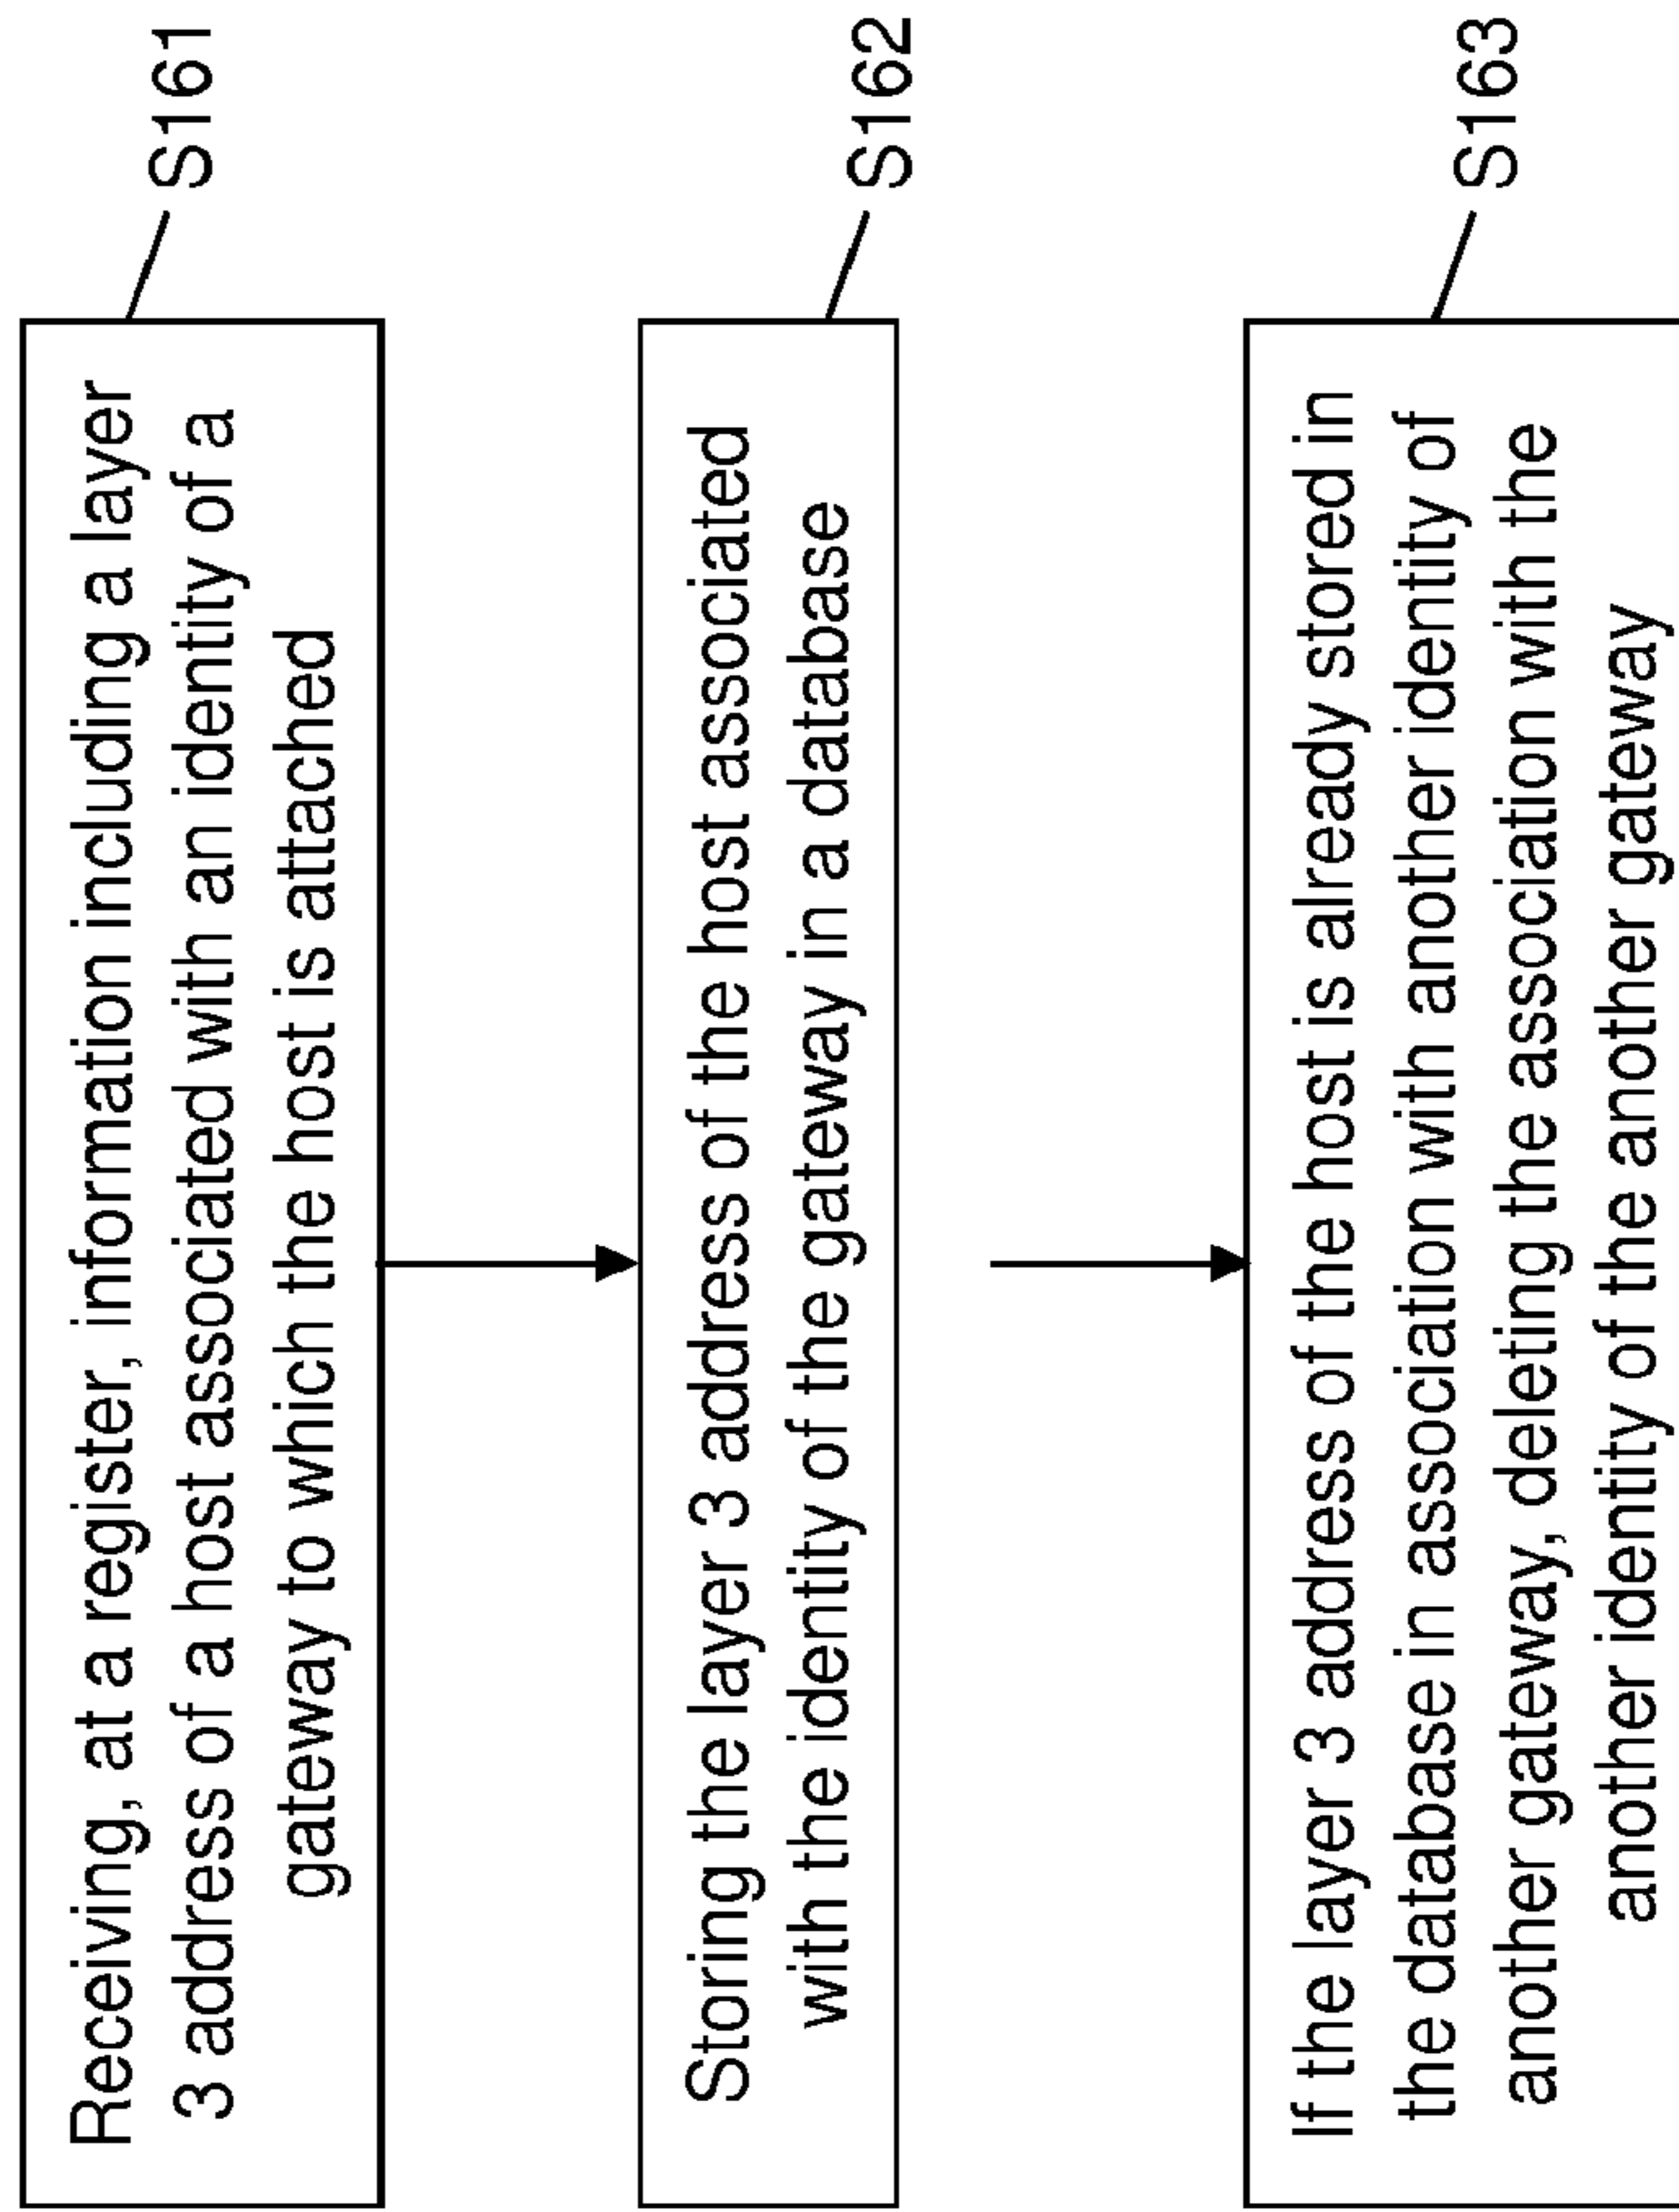 Receiving, at a register, information including a layer
3 address of a host associated with an identity of a
gateway to which the host is attached
S161
Storing the layer 3 address of the host associated
with the identity of the gateway in a database
S162
If the layer 3 address of the host is already stored in
the database in association with another identity of
another gateway, deleting the association with the
another identity of the another gateway
S163